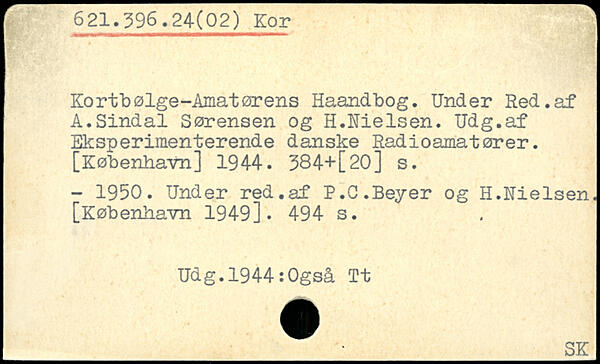 621.396.24(02) Kor
Kortbølge-Amatørens Haandbog. Under Red.af
A.Sindal Sørensen og H.Nielsen. Udg.af
Eksperimenterende danske Radioamatører.
[København] 1944. 384+[20] s.
- 1950. Under red.af P.C.Beyer og H.Nielsen.
[København 1949]. 494 s.
Udg.1944:Også Tt
SK